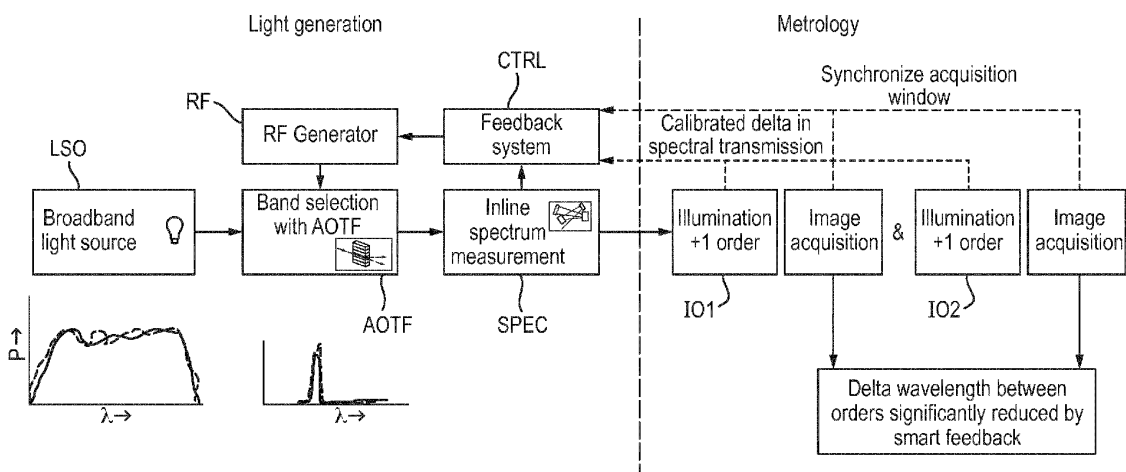 Light generation
Metrology
CTRL
Synchronize acquisition
window
RF
RF Generator
Feedback
system
Calibrated delta in
spectral transmission
LSO
Broadband
light source
Band selection
with AOTF
Inline
spectrum
measurement
Illumination
+1 order
Image
acquisition
&
Illumination
+1 order
Image
acquisition
AOTF
SPEC
IO1
IO2
P→
λ→
λ→
Delta wavelength between
orders significantly reduced by
smart feedback